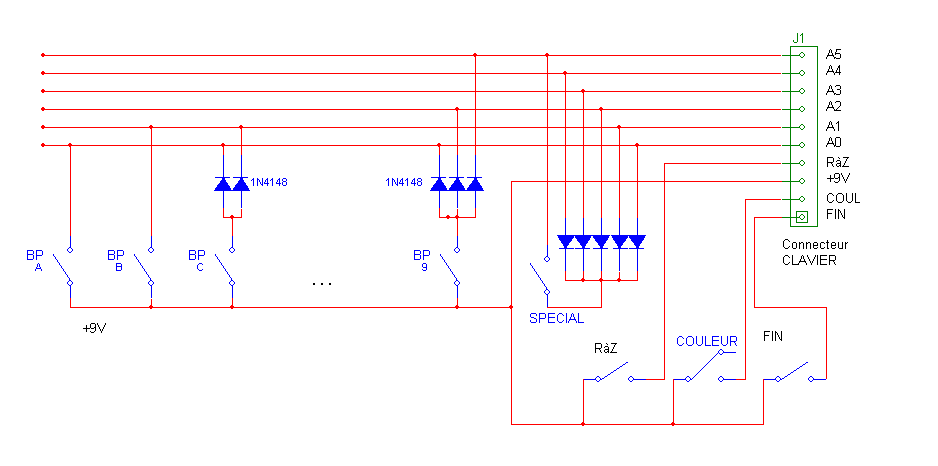 J1
A5
A4
A3
A2
A1
A0
RàZ
+9V
COUL
FIN
Connecteur
CLAVIER
1N4148
1N4148
BP
A
BP
B
BP
C
...
BP
9
+9V
SPECIAL
RàZ
COULEUR
FIN